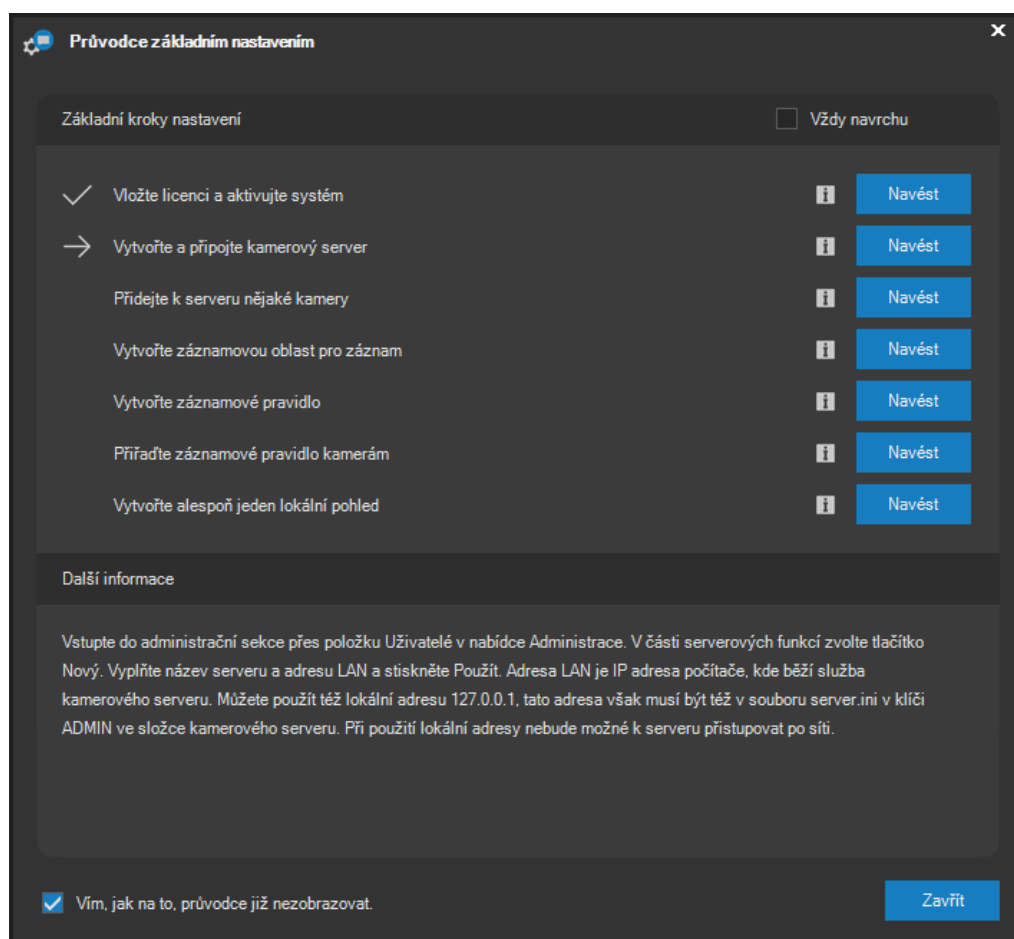 Průvodce základním nastavením
Základní kroky nastavení
Vždy navrchu
Vložte licenci a aktivujte systém
Navést
Vytvořte a připojte kamerový server
Navést
Přidejte k serveru nějaké kamery
Navést
Vytvořte záznamovou oblast pro záznam
Navést
Vytvořte záznamové pravidlo
Navést
Přiřaďte záznamové pravidlo kamerám
Navést
Vytvořte alespoň jeden lokální pohled
Navést
Další informace
Vstupte do administrační sekce přes položku Uživatelé v nabídce Administrace. V části serverových funkcí zvolte tlačítko
Nový. Vyplňte název serveru a adresu LAN a stiskněte Použít. Adresa LAN je IP adresa počítače, kde běží služba
kamerového serveru. Můžete použít též lokální adresu 127.0.0.1, tato adresa však musí být též v souboru server.ini v klíči
ADMIN ve složce kamerového serveru. Při použití lokální adresy nebude možné k serveru přistupovat po síti.
Vím, jak na to, průvodce již nezobrazovat.
Zavřít